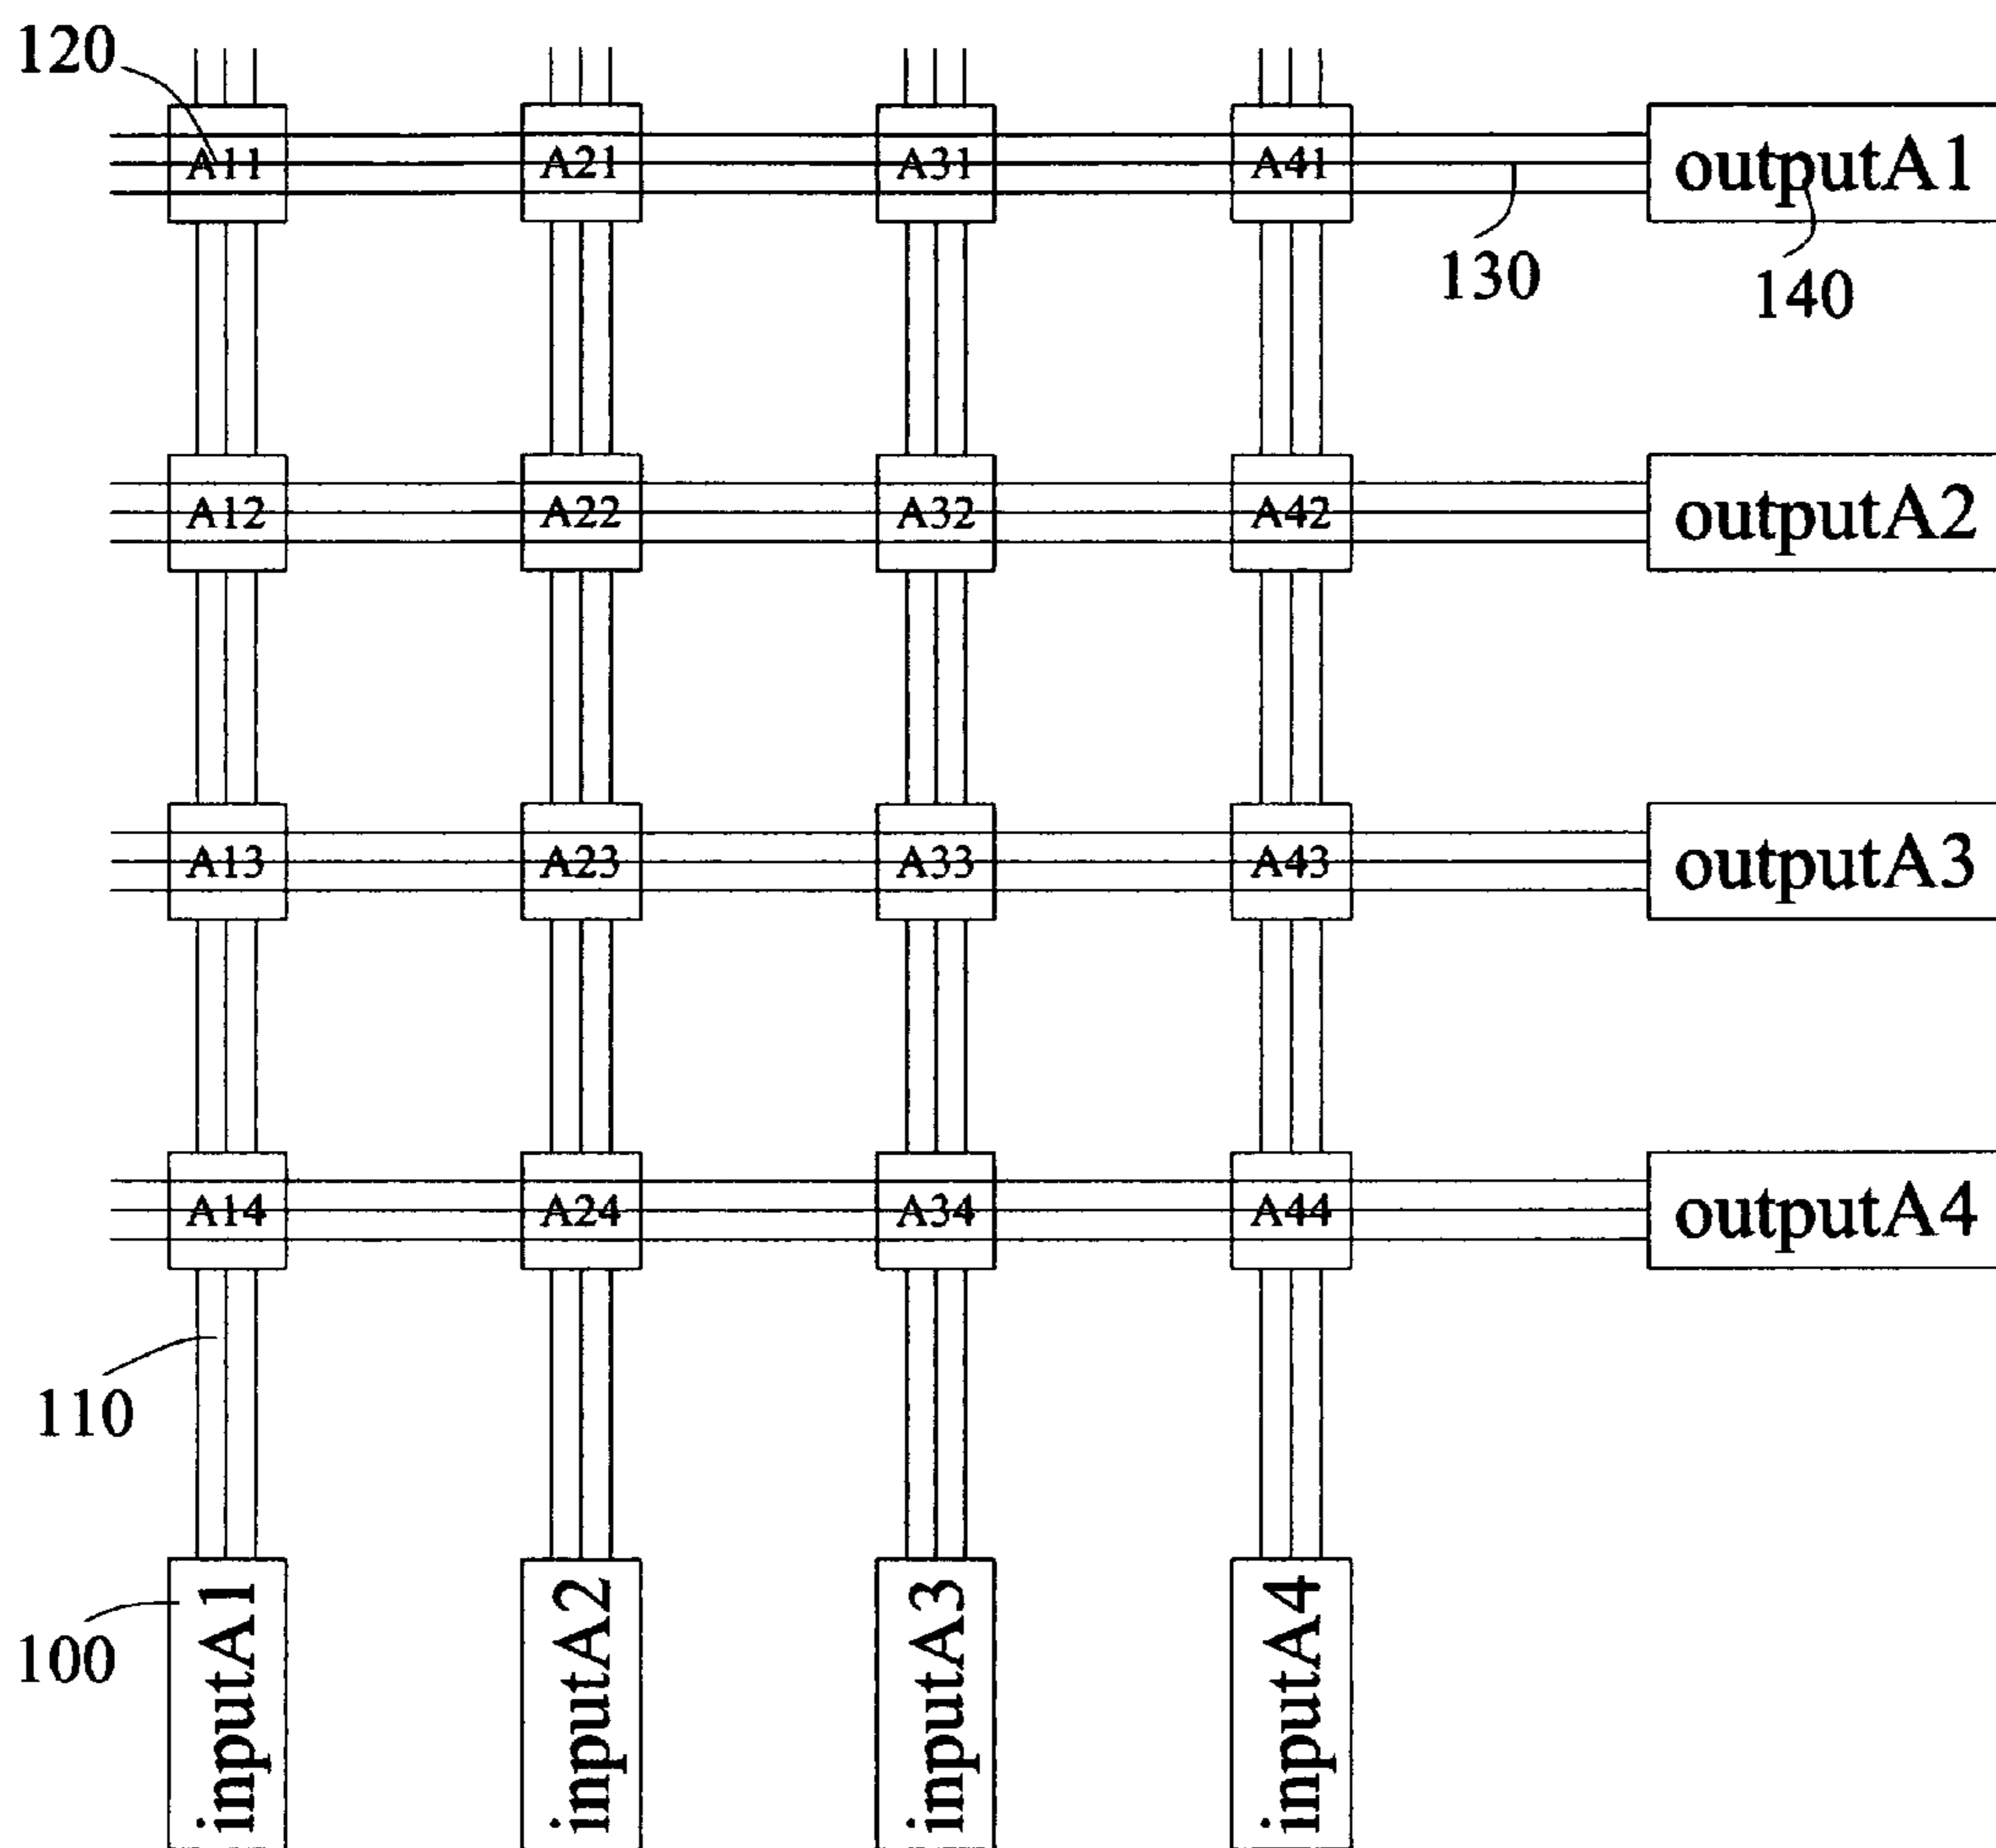 120
A11 A21 A31 A41 outputA1
130 140
A12 A22 A32 A42 outputA2
A13 A23 A33 A43 outputA3
A14 A24 A34 A44 outputA4
110
100
inputA1
inputA2
inputA3
inputA4